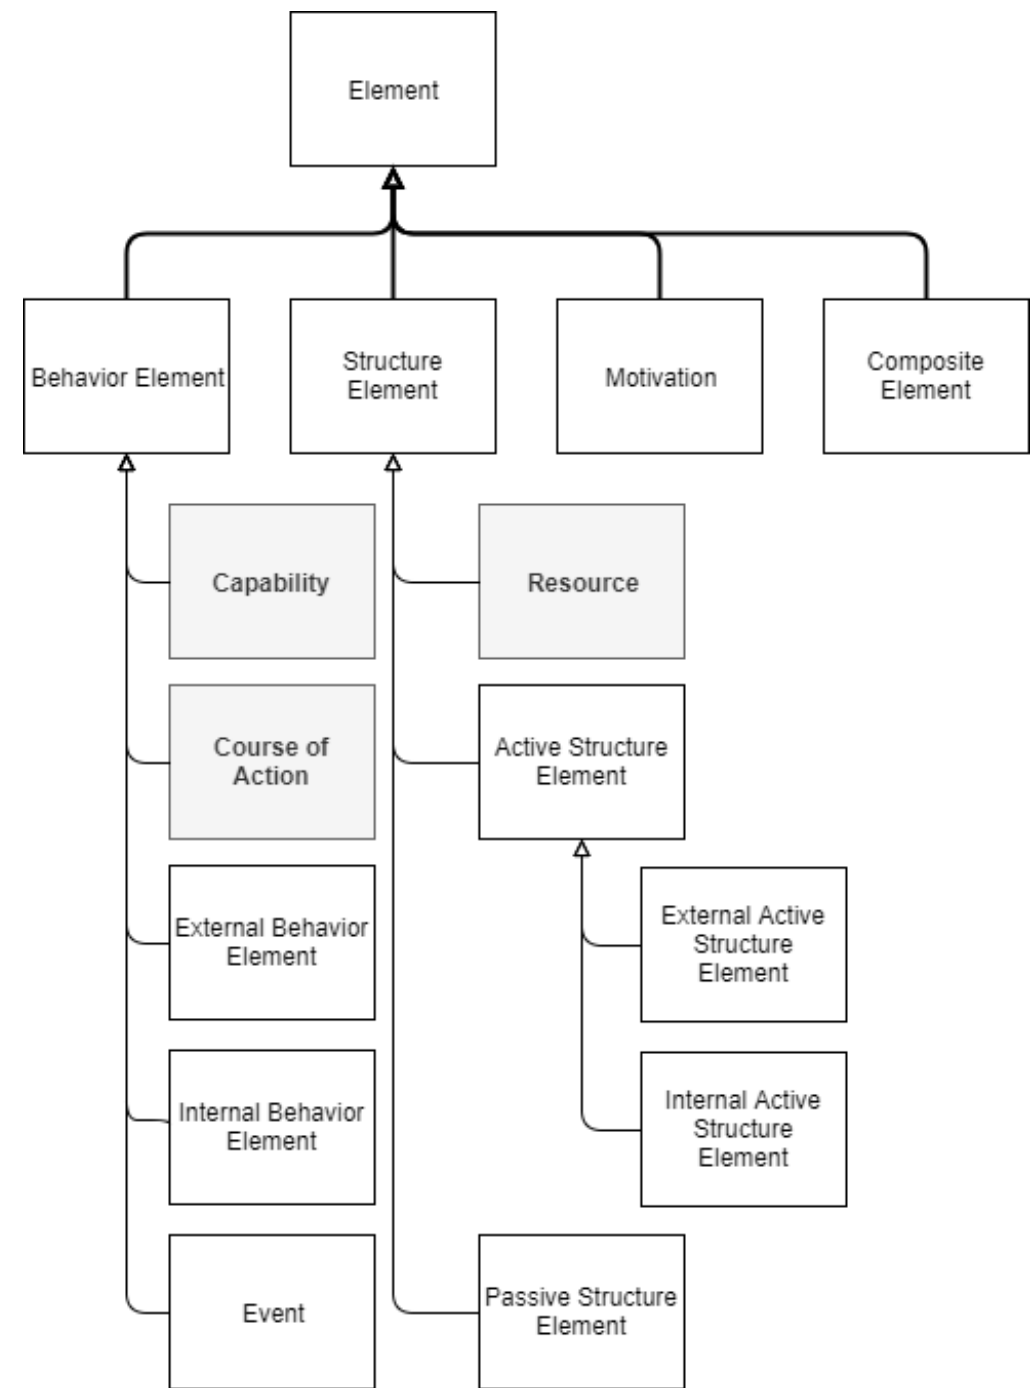 Element
Behavior Element
Structure
Element
Motivation
Composite
Element
Capability
Resource
Course of
Action
Active Structure
Element
External Behavior
Element
External Active
Structure
Element
Internal Behavior
Element
Internal Active
Structure
Element
Event
Passive Structure
Element